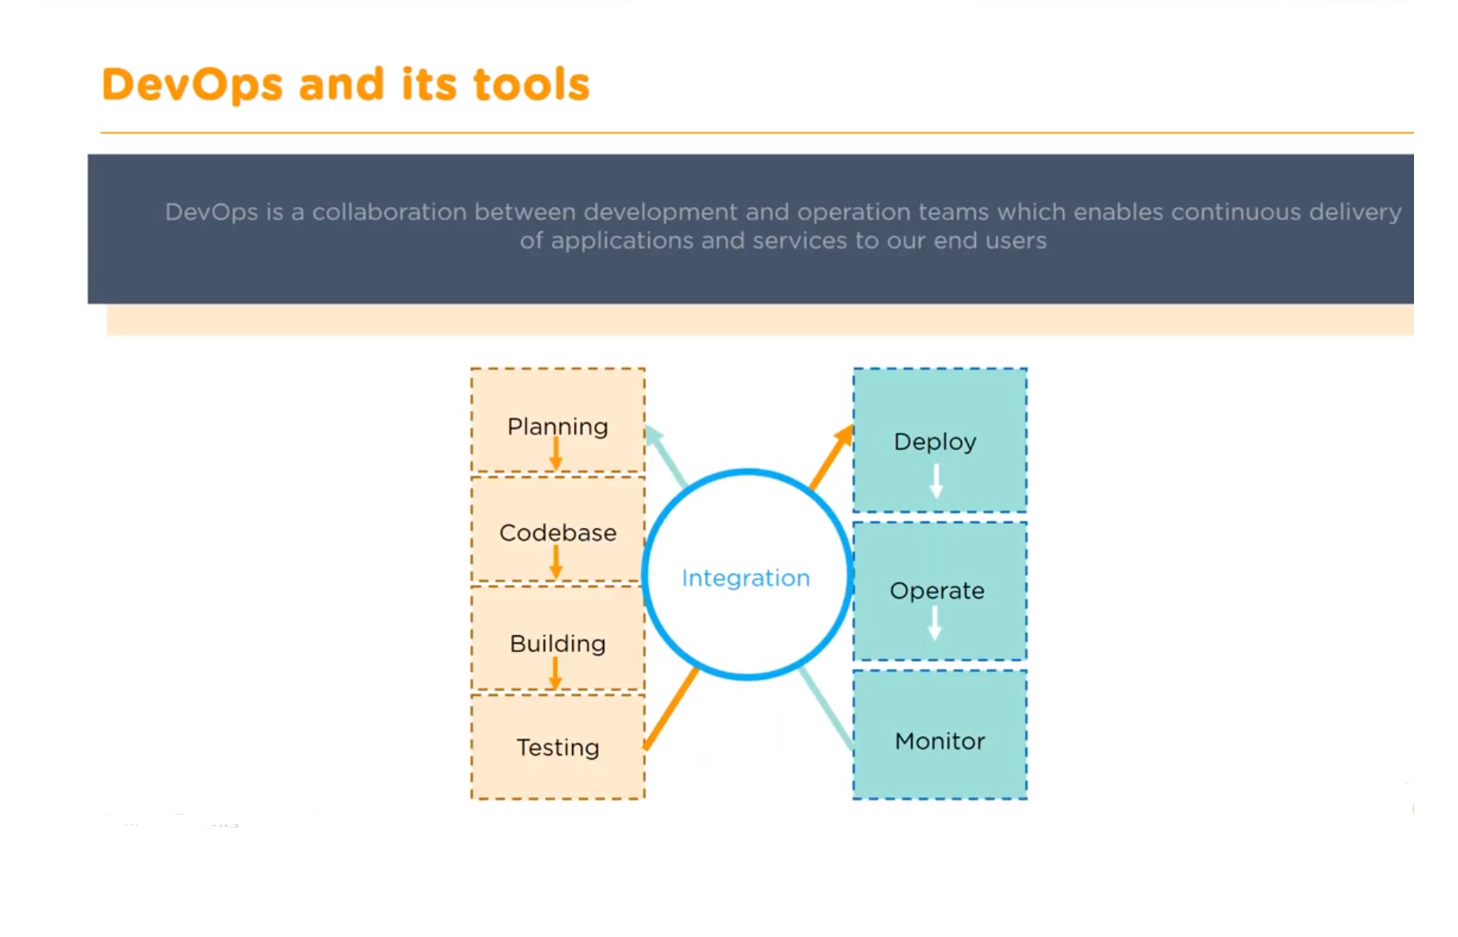 DevOps and its tools
DevOps is a collaboration between development and operation teams which enables continuous delivery
of applications and services to our end users
Planning
Codebase
Building
Testing
Integration
Deploy
Operate
Monitor